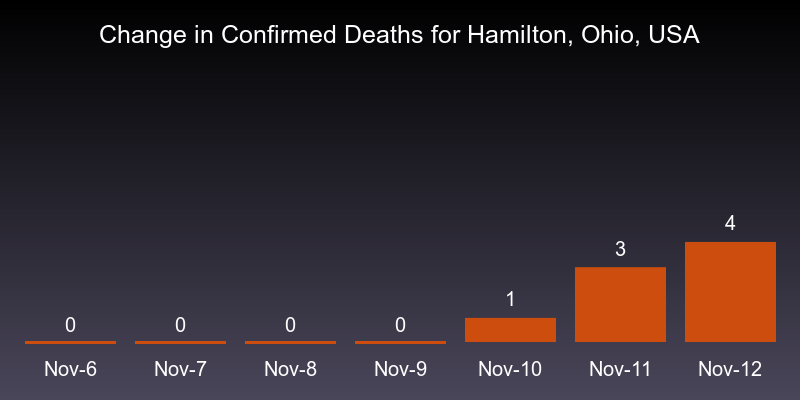 Change in Confirmed Deaths for Hamilton, Ohio, USA
4
3
1
0 0 0 0
Nov-6 Nov-7 Nov-8 Nov-9 Nov-10 Nov-11 Nov-12